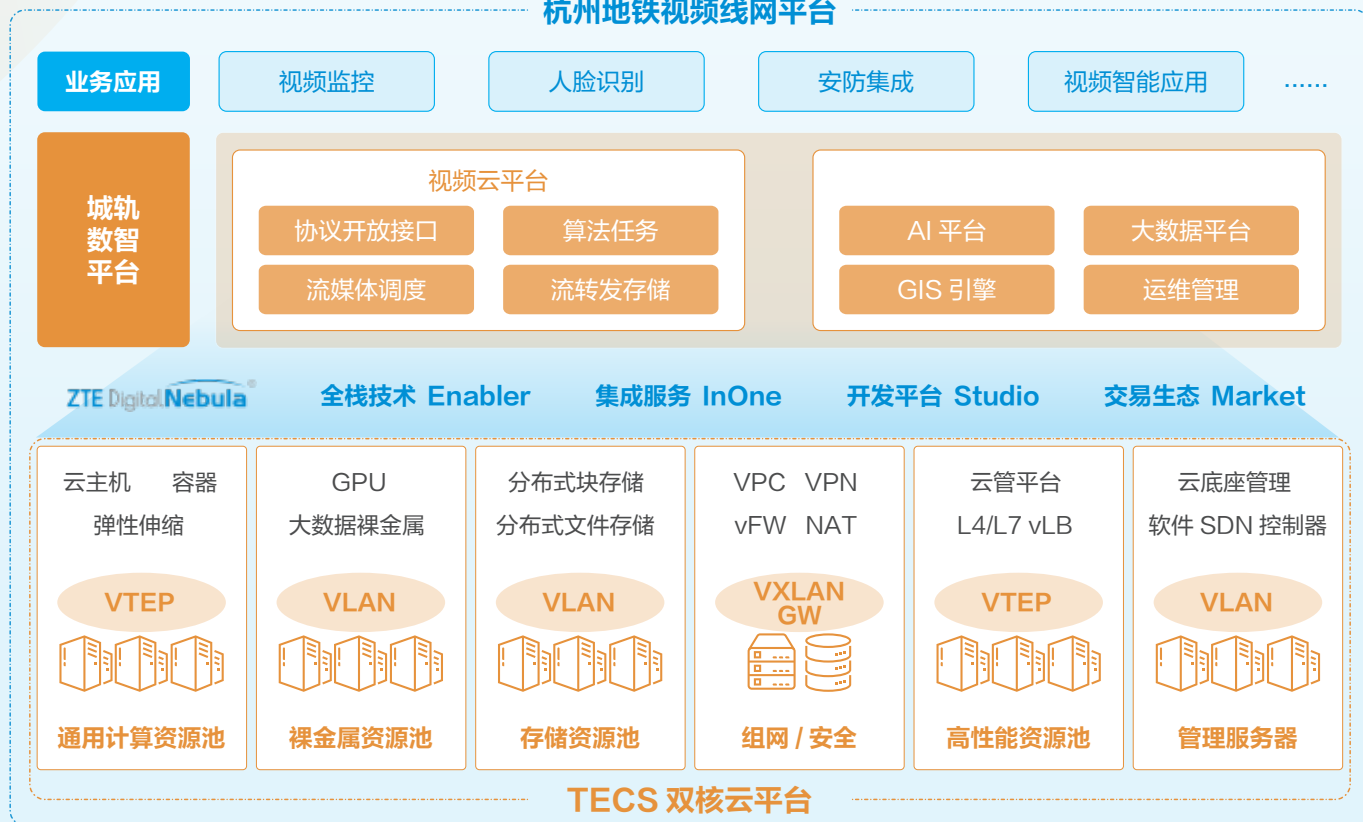 杭州地铁视频线网平台
业务应用
视频监控
人脸识别
安防集成
视频智能应用
……
城轨
数智
平台
视频云平台
协议开放接口
算法任务
流媒体调度
流转发存储
AI 平台
大数据平台
GIS 引擎
运维管理
ZTE Digital Nebula®
全栈技术 Enabler
集成服务 InOne
开发平台 Studio
交易生态 Market
云主机 容器
弹性伸缩
VTEP
通用计算资源池
GPU
大数据裸金属
VLAN
裸金属资源池
分布式块存储
分布式文件存储
VLAN
存储资源池
VPC VPN
vFW NAT
VXLAN
GW
组网 / 安全
云管平台
L4/L7 vLB
VTEP
高性能资源池
云底座管理
软件 SDN 控制器
VLAN
管理服务器
TECS 双核云平台